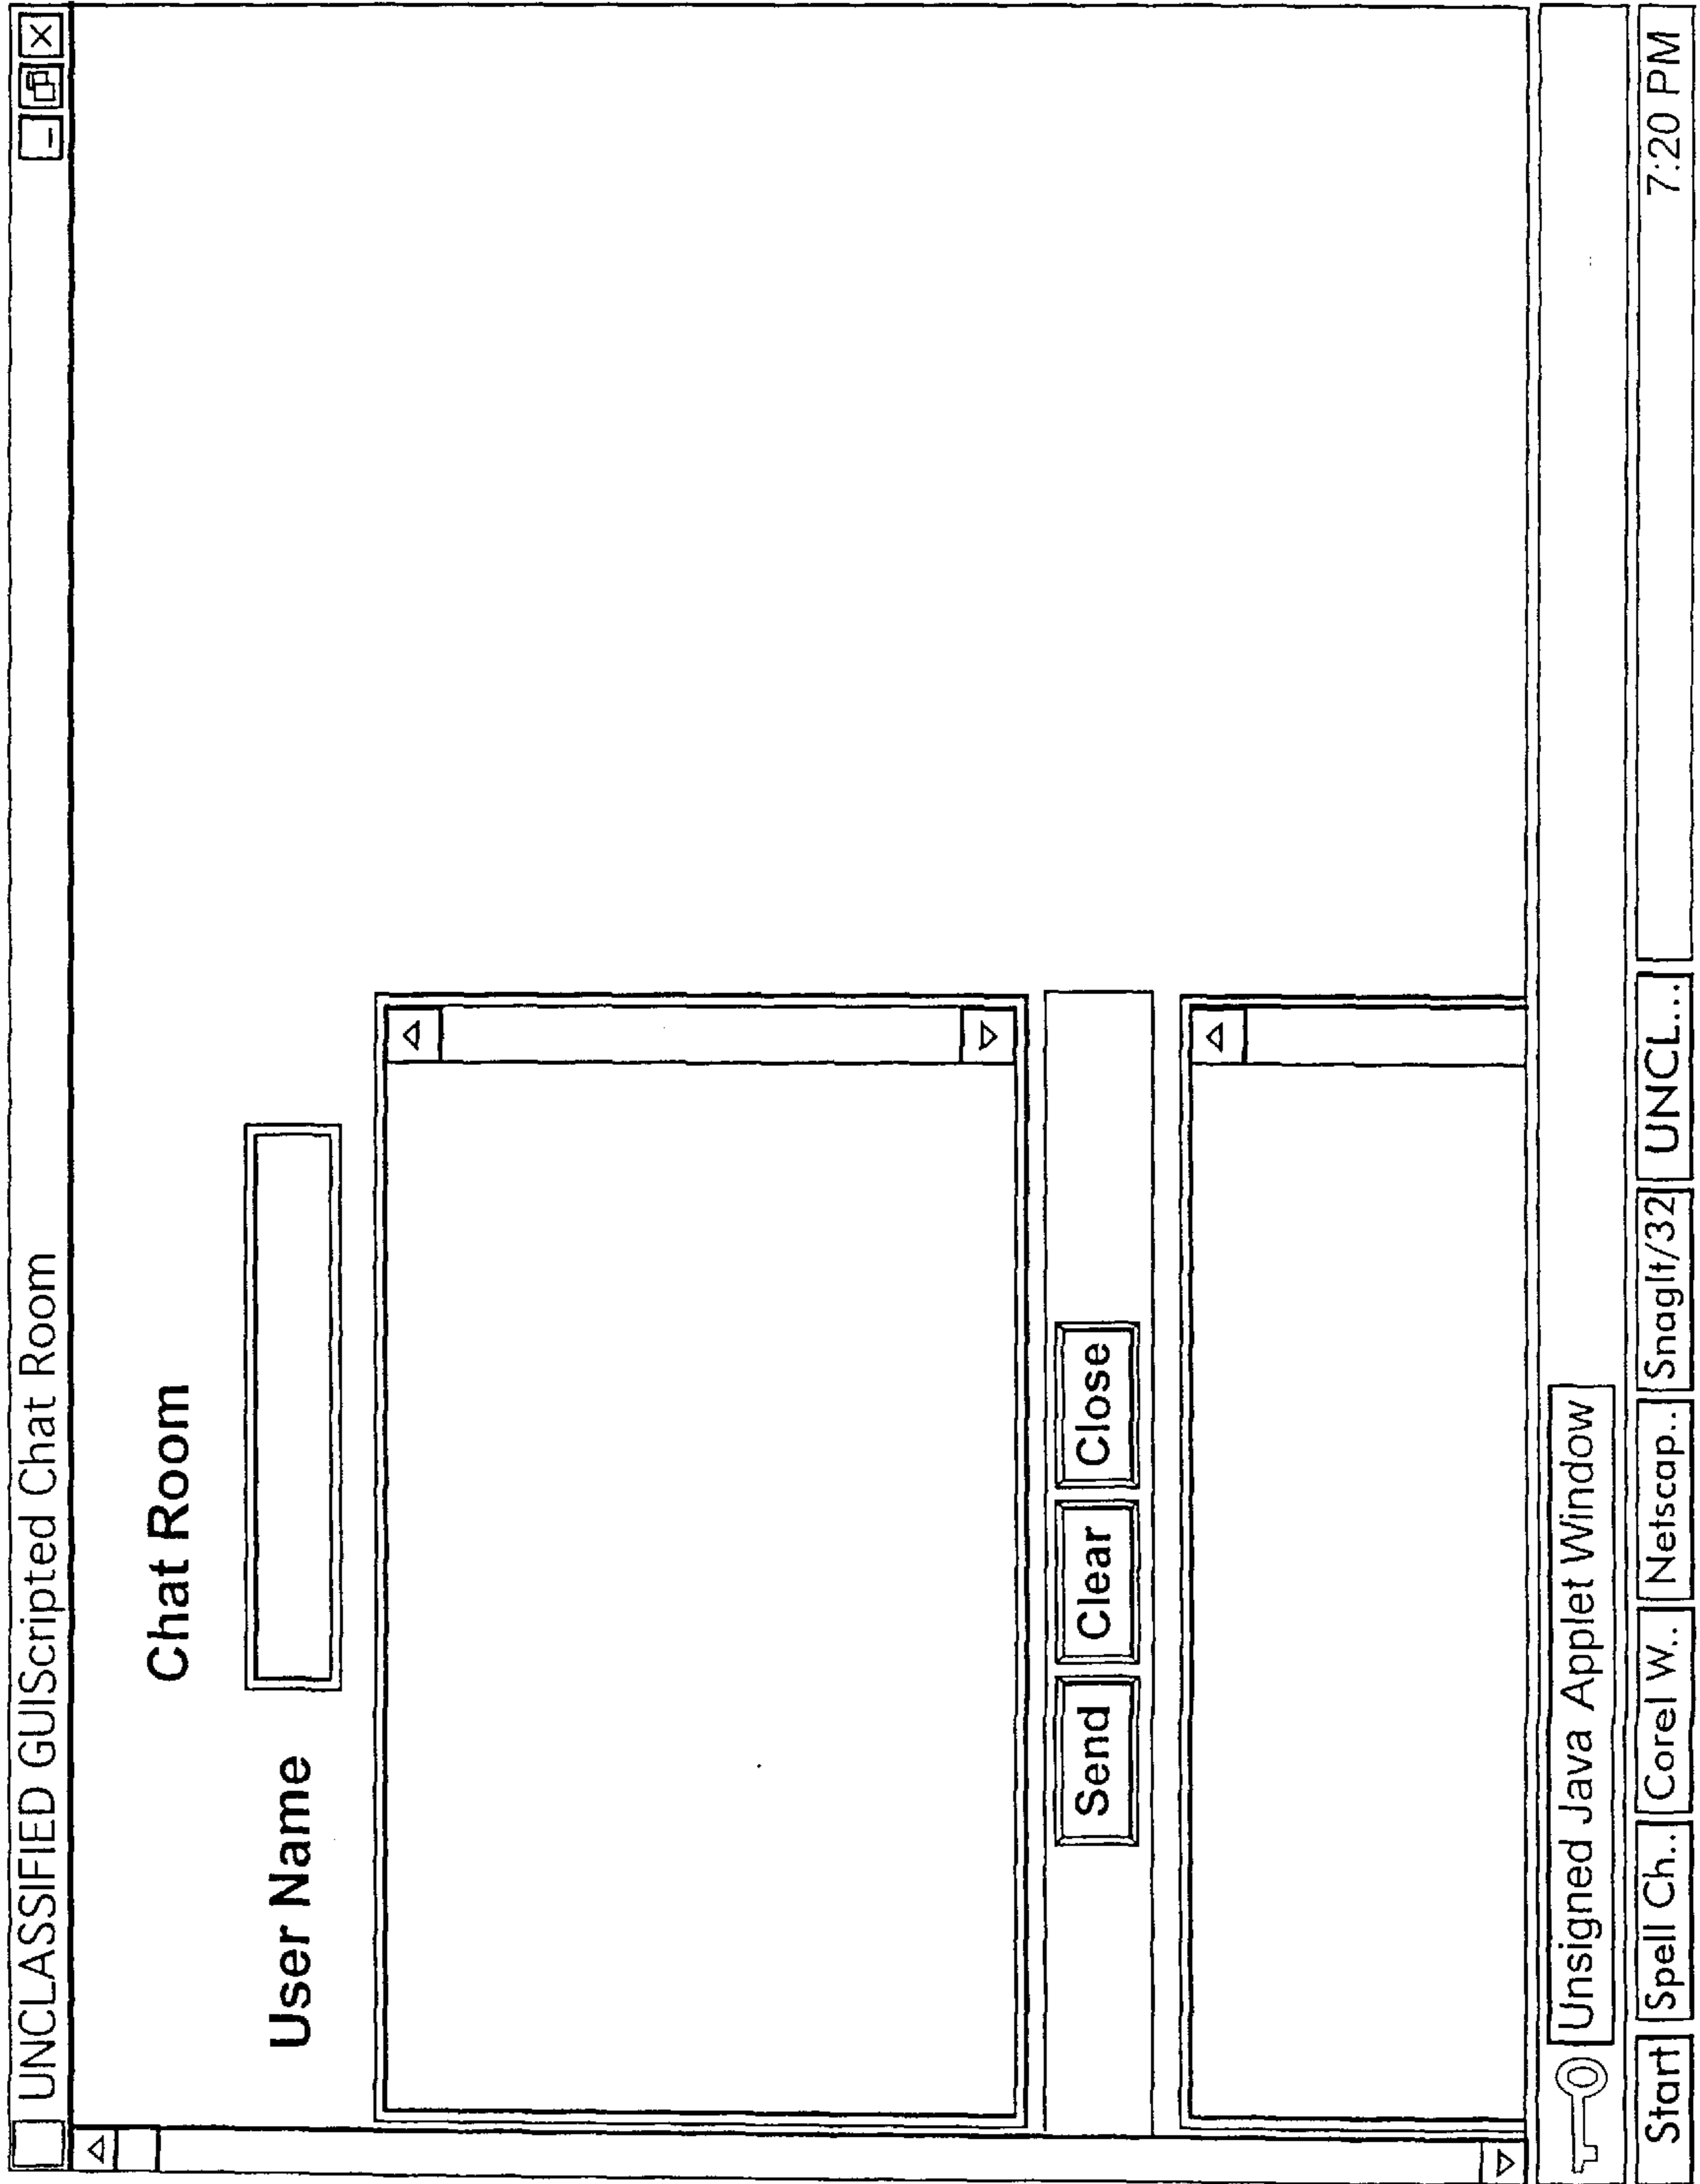 UNCLASSIFIED GUIScripted Chat Room
Chat Room
User Name
Send Clear Close
Unsigned Java Applet Window
Start Spell Ch.. Corel W.. Netscap.. SnagIt/32 UNCL... 7:20 PM